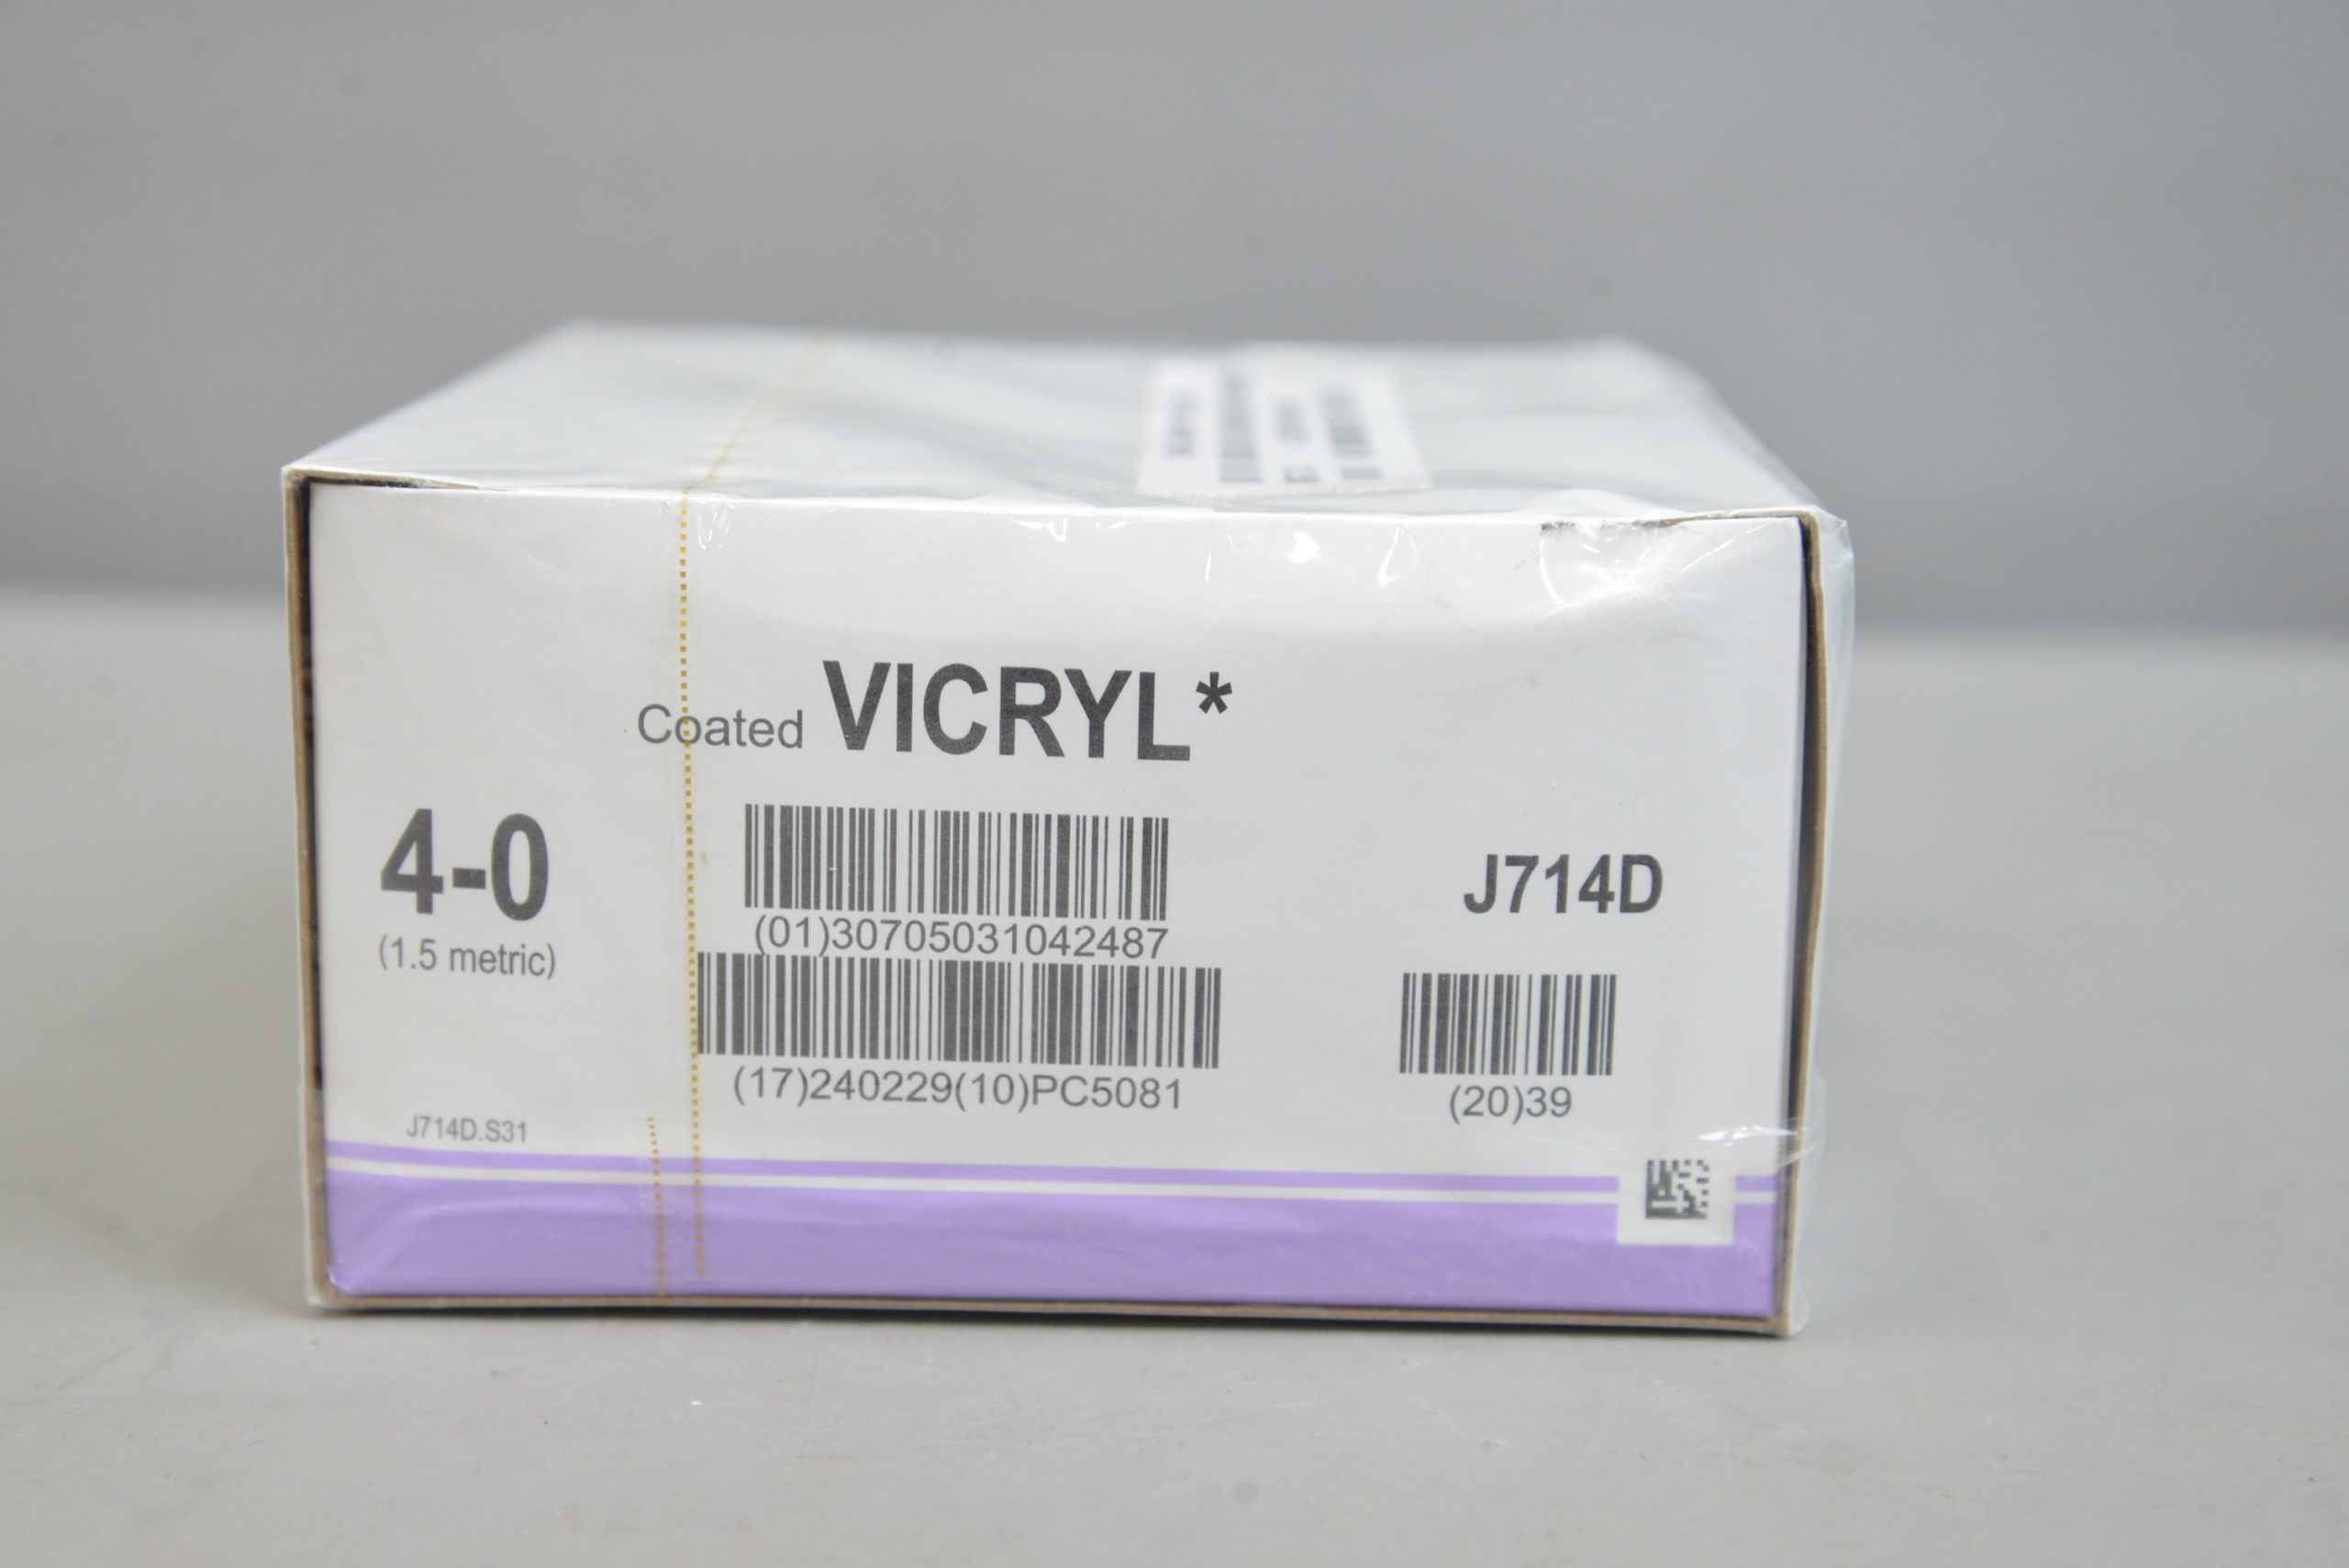 Coated VICRYL*
4-0
(1.5 metric)
(01)30705031042487
J714D
(17)240229(10)PC5081
(20)39
J714D.S31